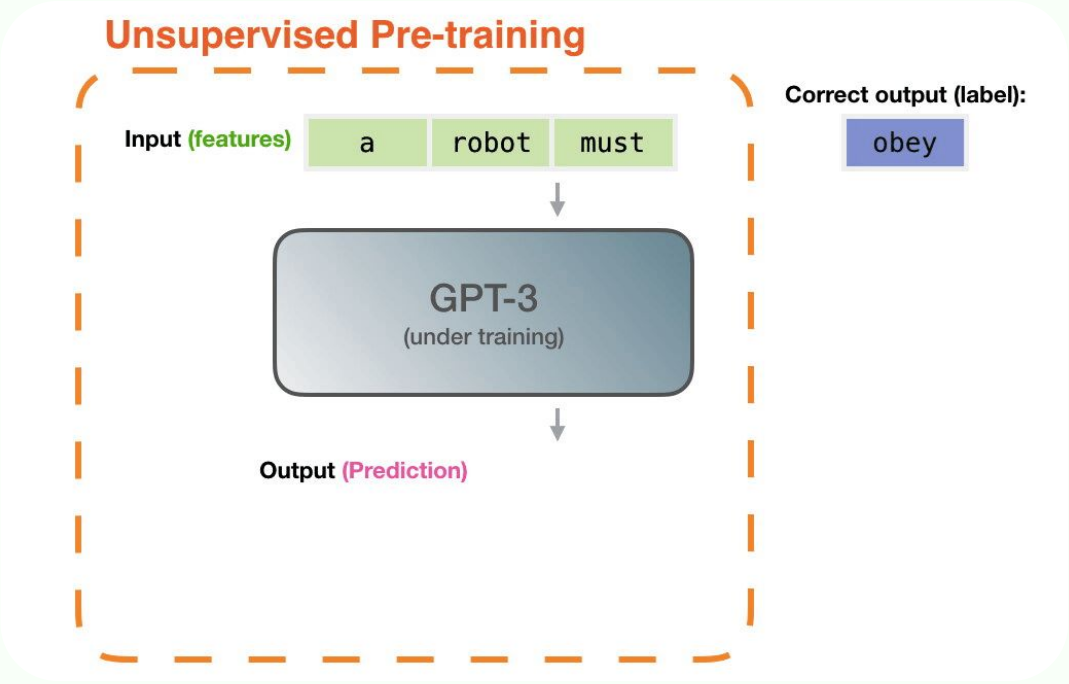 Unsupervised Pre-training
Correct output (label):
Input (features) a robot must
obey
GPT-3
(under training)
Output (Prediction)